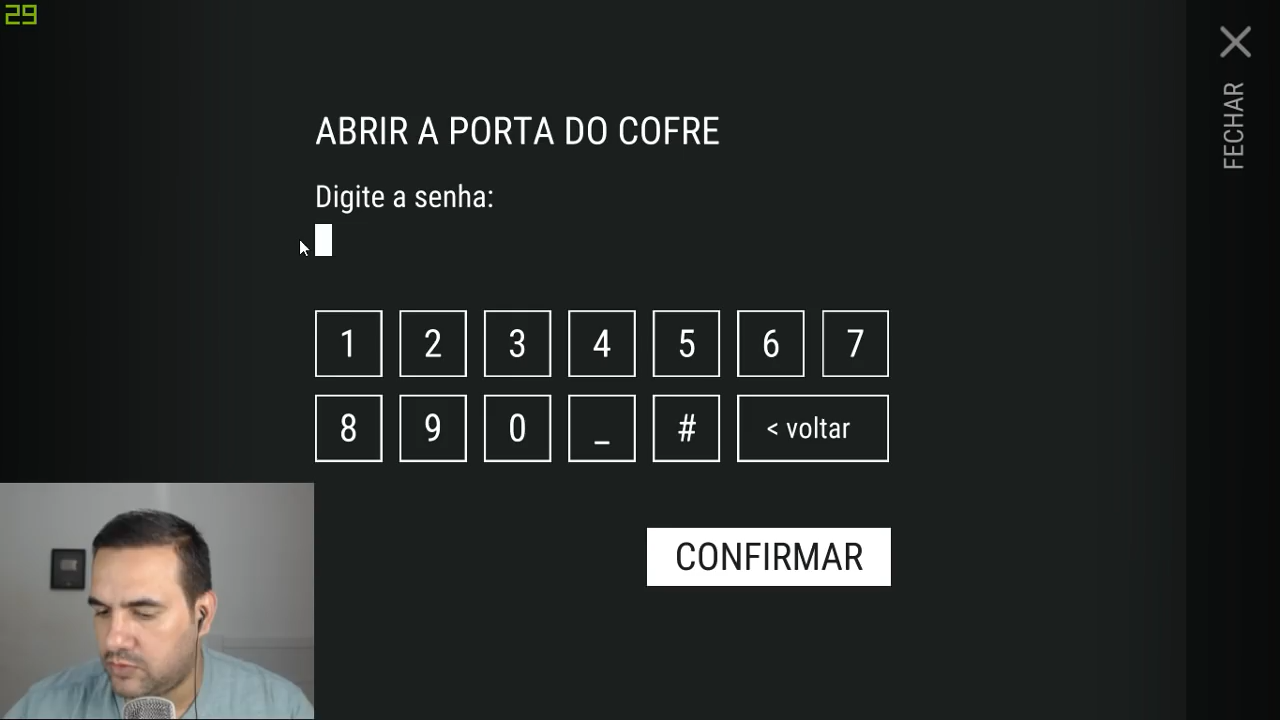 29
FECHAR
ABRIR A PORTA DO COFRE
Digite a senha:
1 2 3 4 5 6 7
8 9 0 _ # < voltar
CONFIRMAR